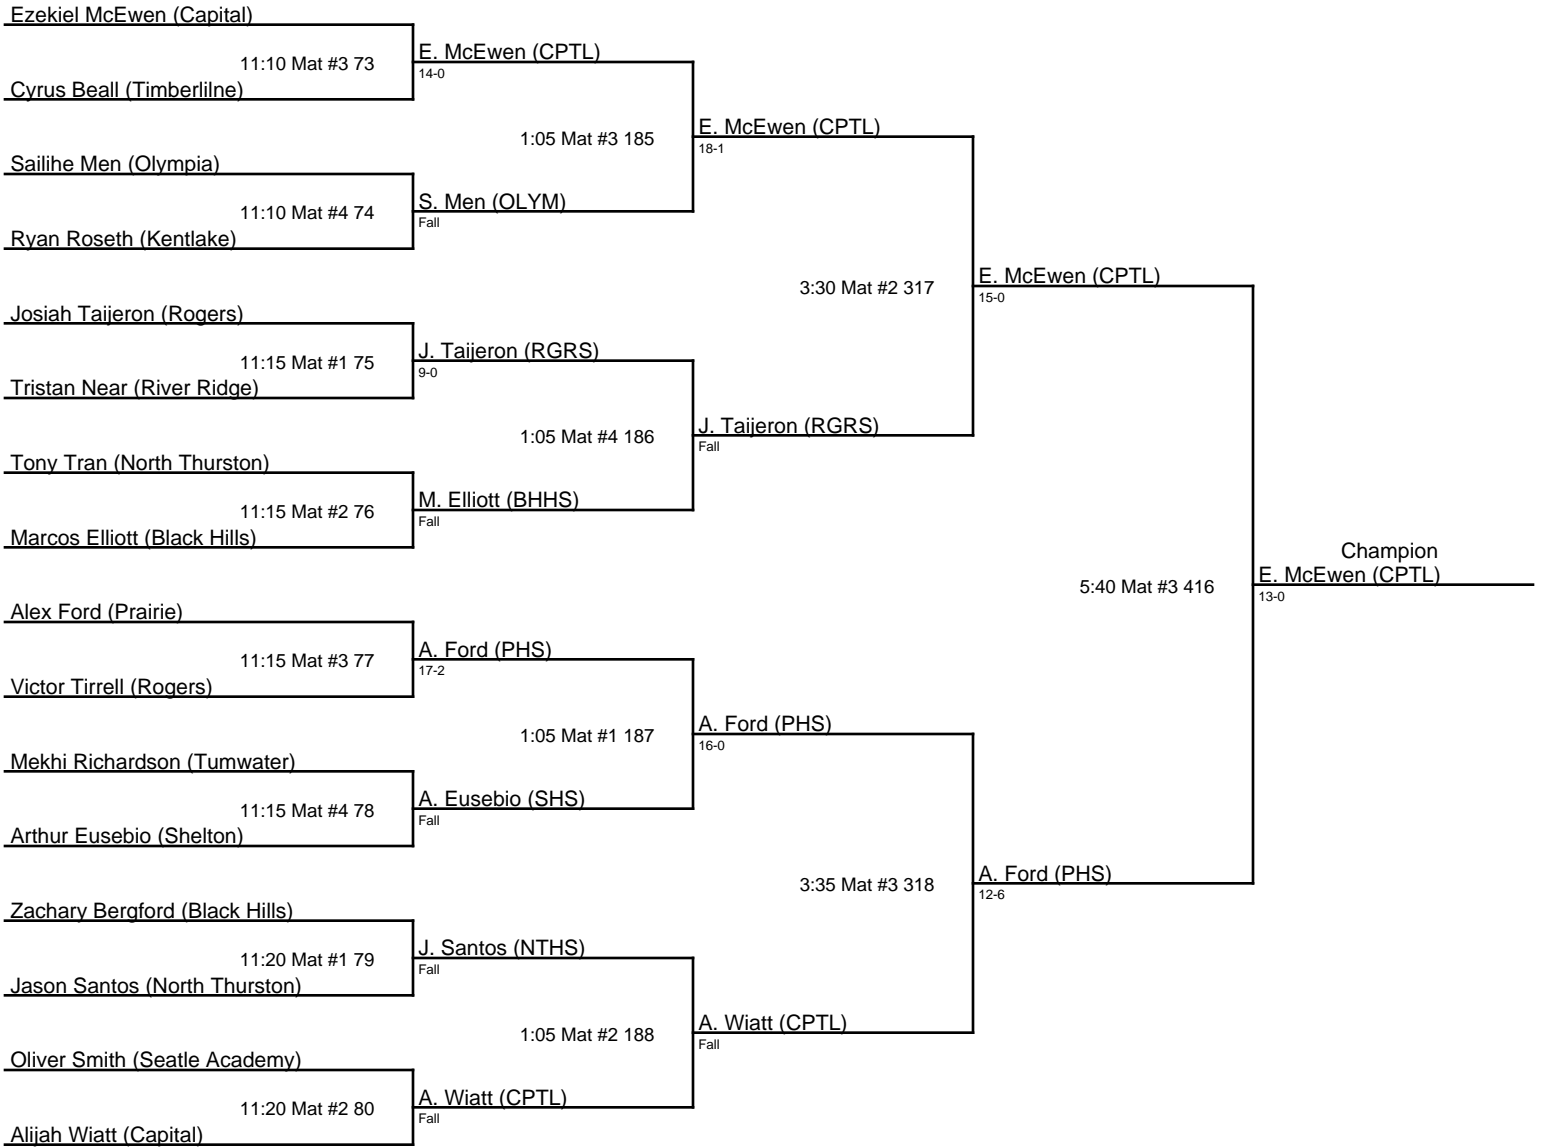 Ezekiel McEwen (Capital)
11:10 Mat #3 73
Cyrus Beall (Timberlilne)
E. McEwen (CPTL)
14-0
1:05 Mat #3 185
Sailihe Men (Olympia)
11:10 Mat #4 74
Ryan Roseth (Kentlake)
S. Men (OLYM)
Fall
E. McEwen (CPTL)
18-1
3:30 Mat #2 317
Josiah Taijeron (Rogers)
11:15 Mat #1 75
Tristan Near (River Ridge)
J. Taijeron (RGRS)
9-0
1:05 Mat #4 186
Tony Tran (North Thurston)
11:15 Mat #2 76
Marcos Elliott (Black Hills)
M. Elliott (BHHS)
Fall
J. Taijeron (RGRS)
Fall
E. McEwen (CPTL)
15-0
5:40 Mat #3 416
Champion
E. McEwen (CPTL)
13-0
Alex Ford (Prairie)
11:15 Mat #3 77
Victor Tirrell (Rogers)
A. Ford (PHS)
17-2
1:05 Mat #1 187
Mekhi Richardson (Tumwater)
11:15 Mat #4 78
Arthur Eusebio (Shelton)
A. Eusebio (SHS)
Fall
A. Ford (PHS)
16-0
3:35 Mat #3 318
A. Ford (PHS)
12-6
Zachary Bergford (Black Hills)
11:20 Mat #1 79
Jason Santos (North Thurston)
J. Santos (NTHS)
Fall
1:05 Mat #2 188
Oliver Smith (Seatle Academy)
11:20 Mat #2 80
Alijah Wiatt (Capital)
A. Wiatt (CPTL)
Fall
A. Wiatt (CPTL)
Fall